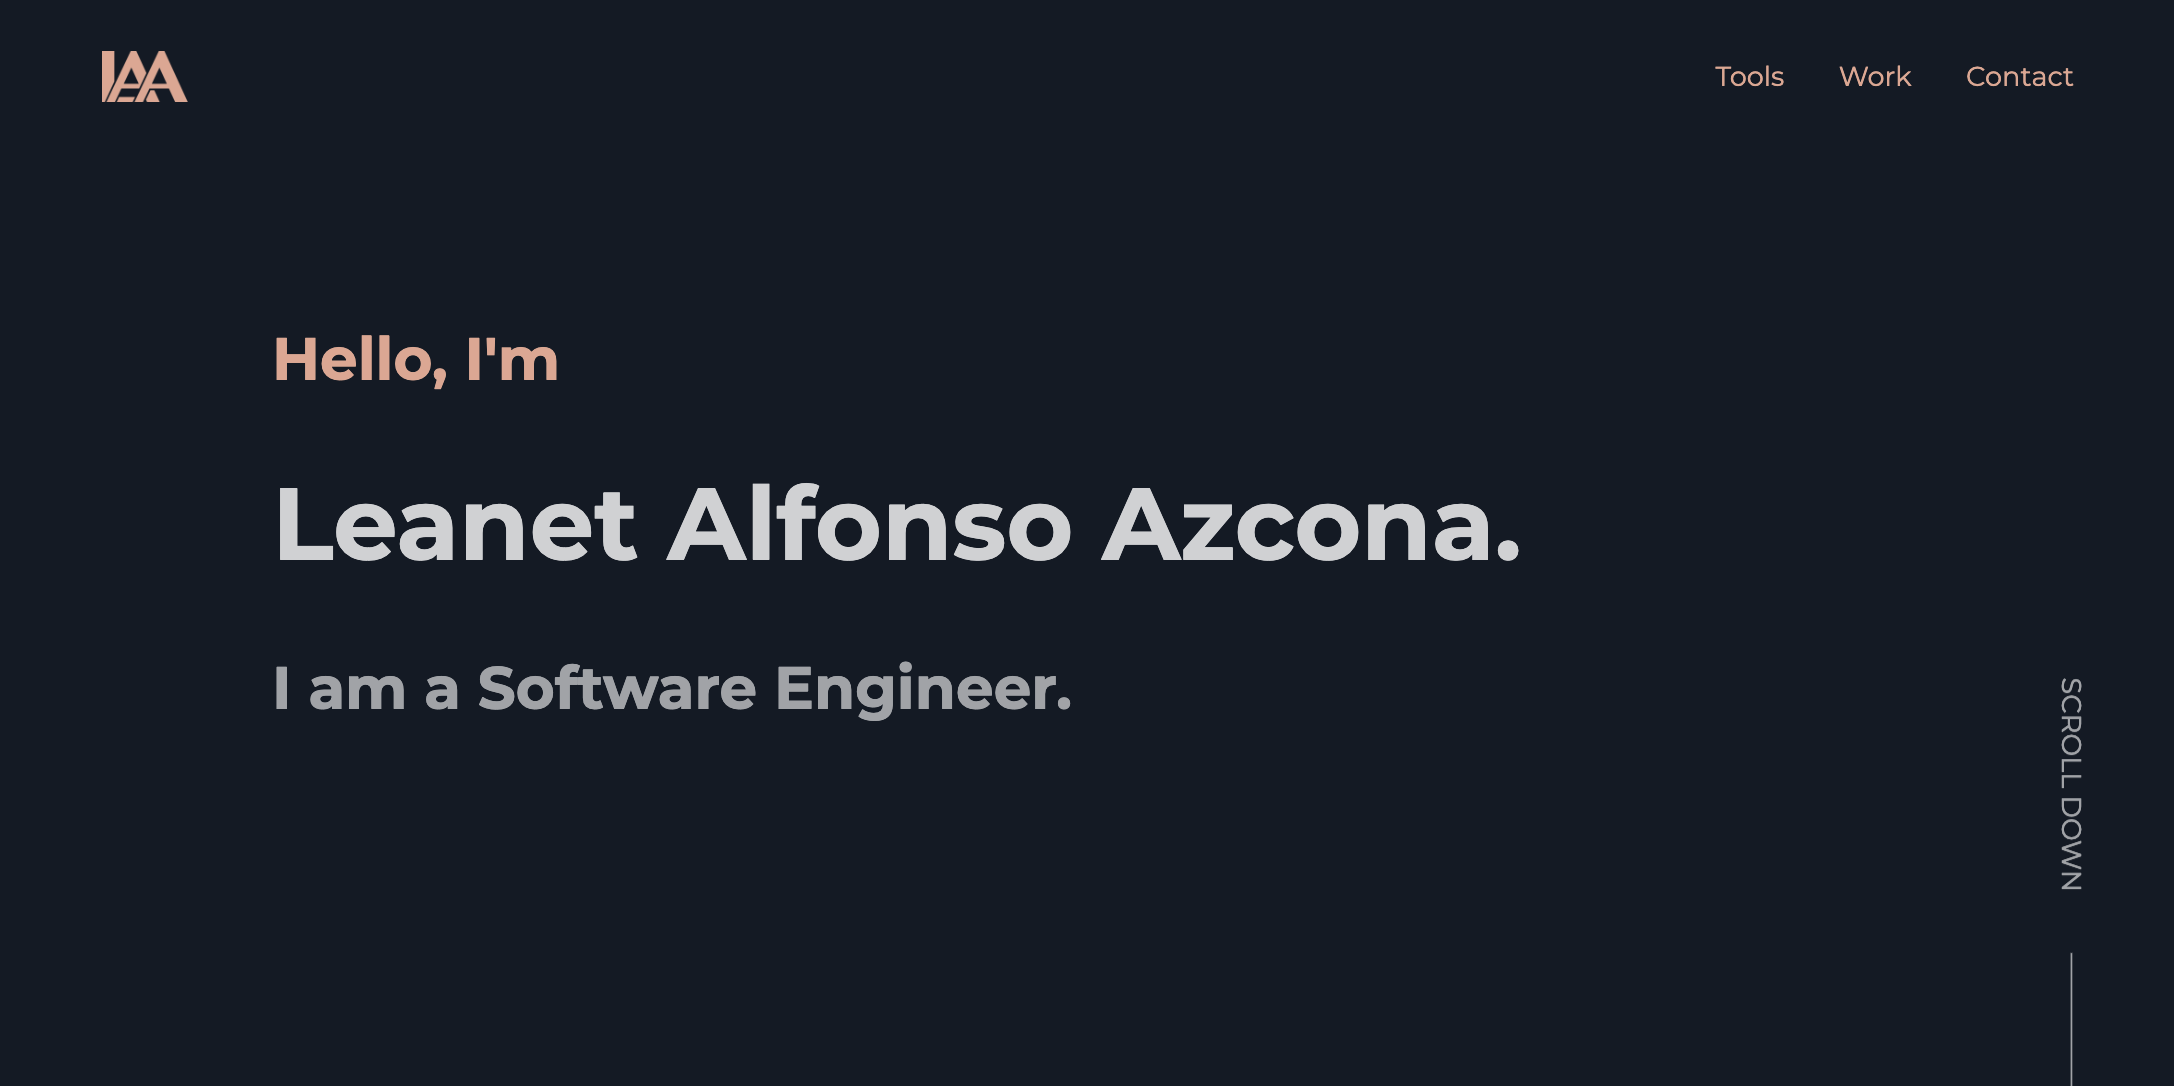 LAA
Tools Work Contact
Hello, I'm
Leanet Alfonso Azcona.
I am a Software Engineer.
SCROLL DOWN